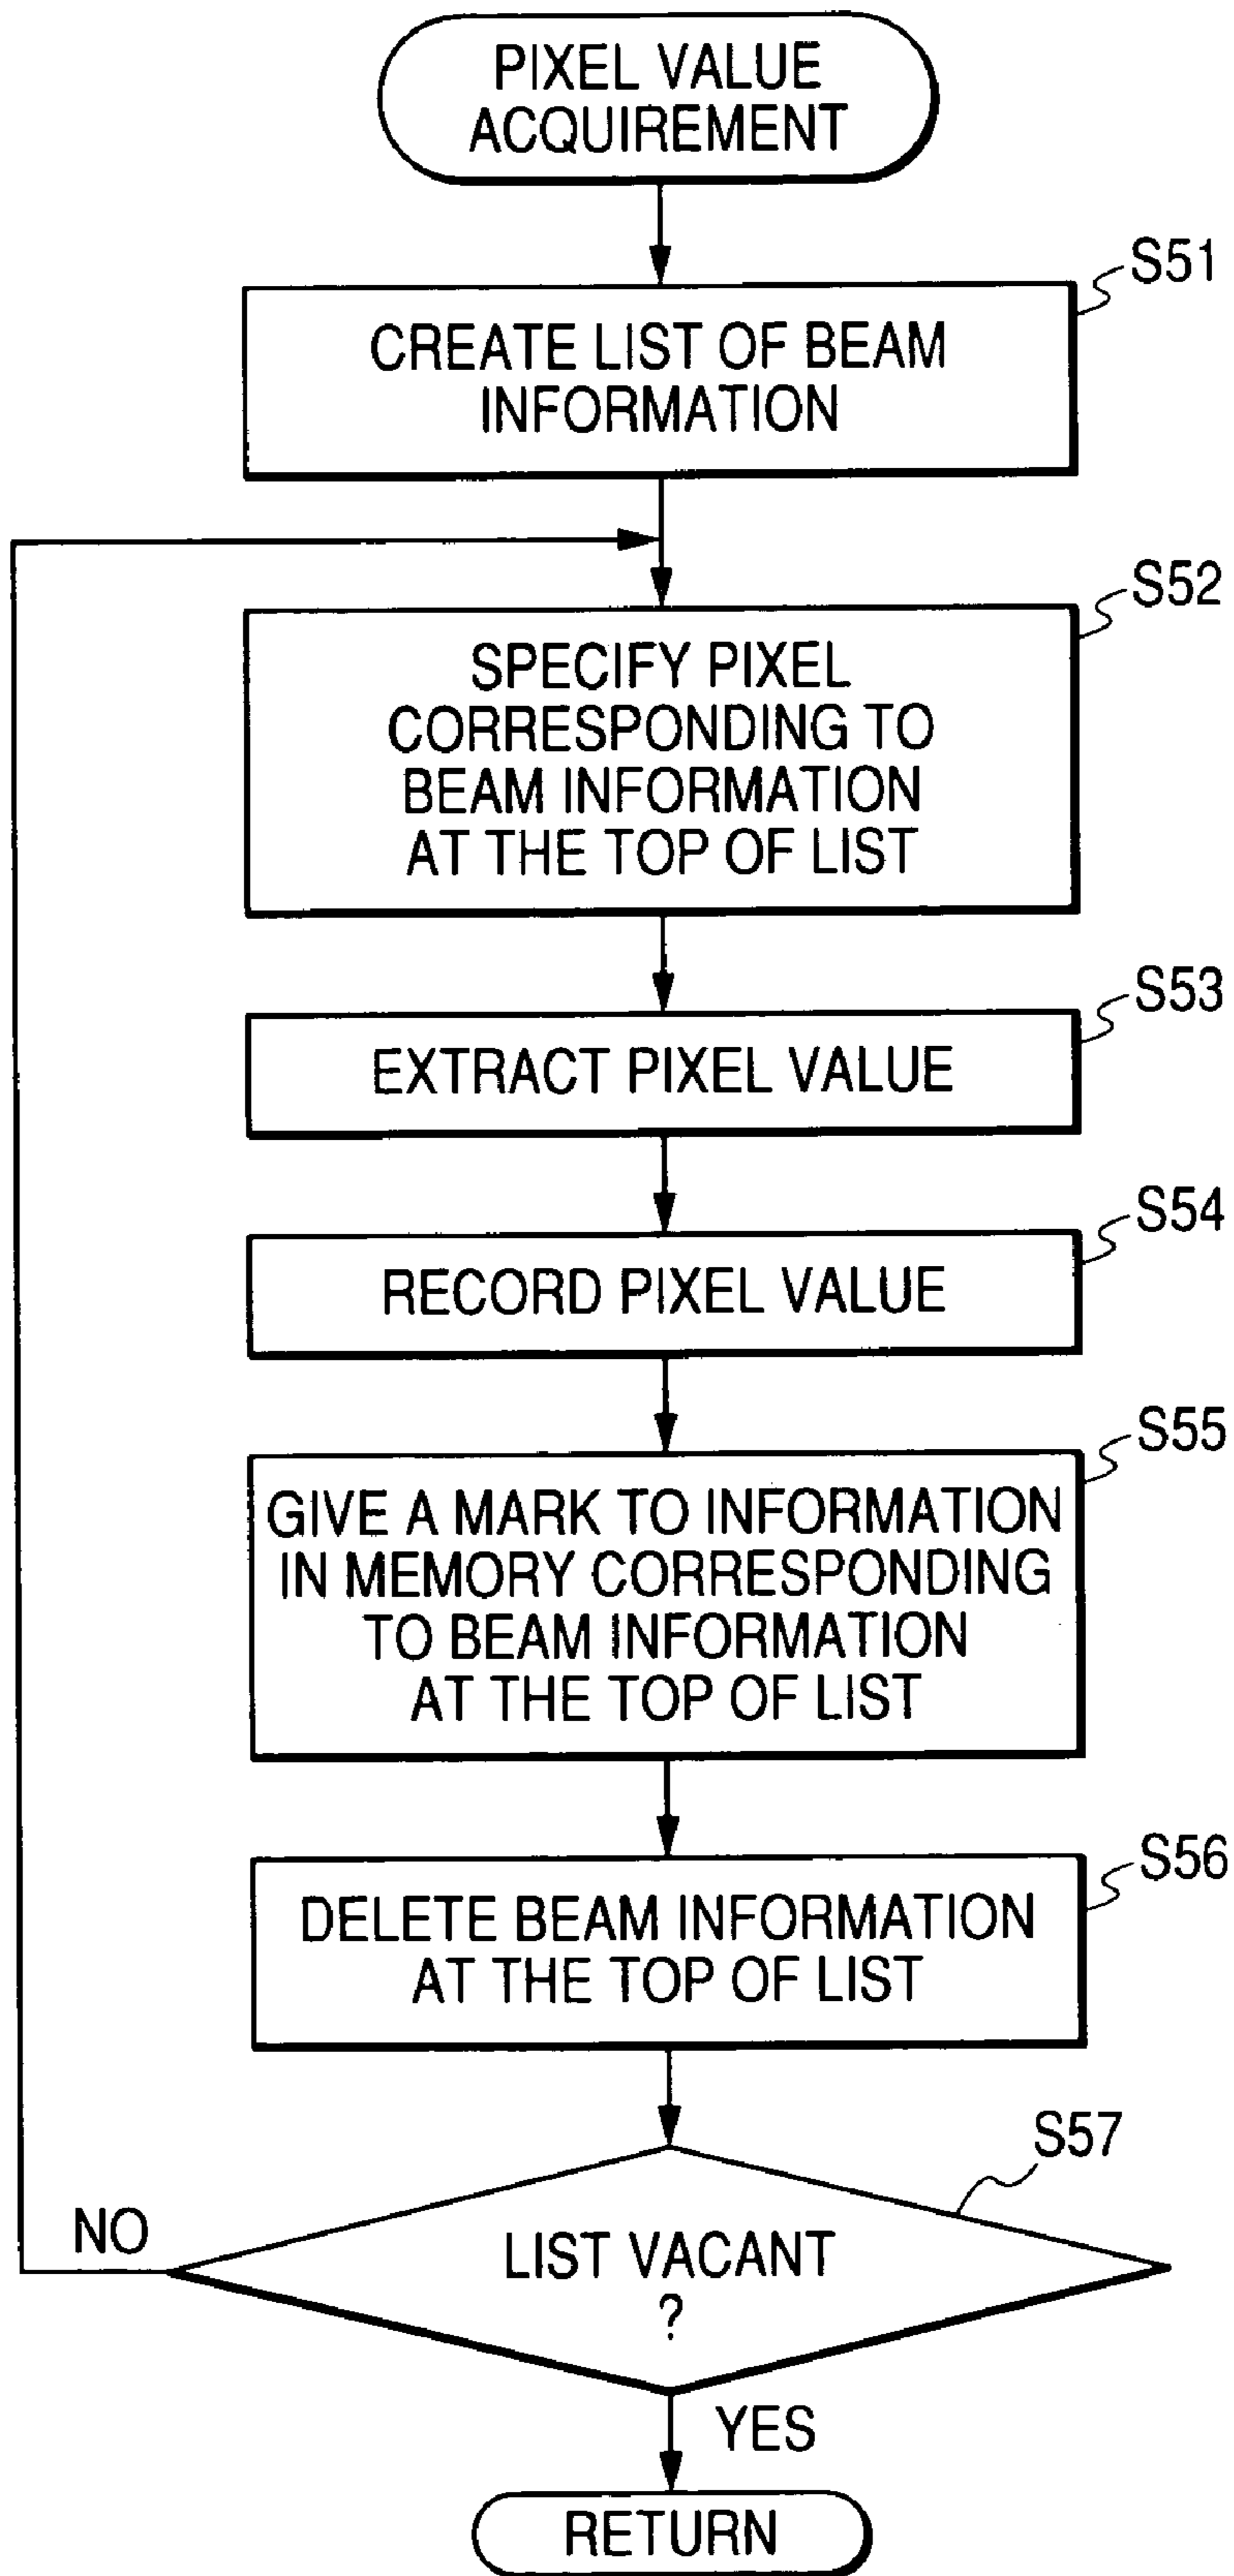 PIXEL VALUE
ACQUIREMENT
S51
CREATE LIST OF BEAM
INFORMATION
S52
SPECIFY PIXEL
CORRESPONDING TO
BEAM INFORMATION
AT THE TOP OF LIST
S53
EXTRACT PIXEL VALUE
S54
RECORD PIXEL VALUE
S55
GIVE A MARK TO INFORMATION
IN MEMORY CORRESPONDING
TO BEAM INFORMATION
AT THE TOP OF LIST
S56
DELETE BEAM INFORMATION
AT THE TOP OF LIST
S57
NO
LIST VACANT
?
YES
RETURN